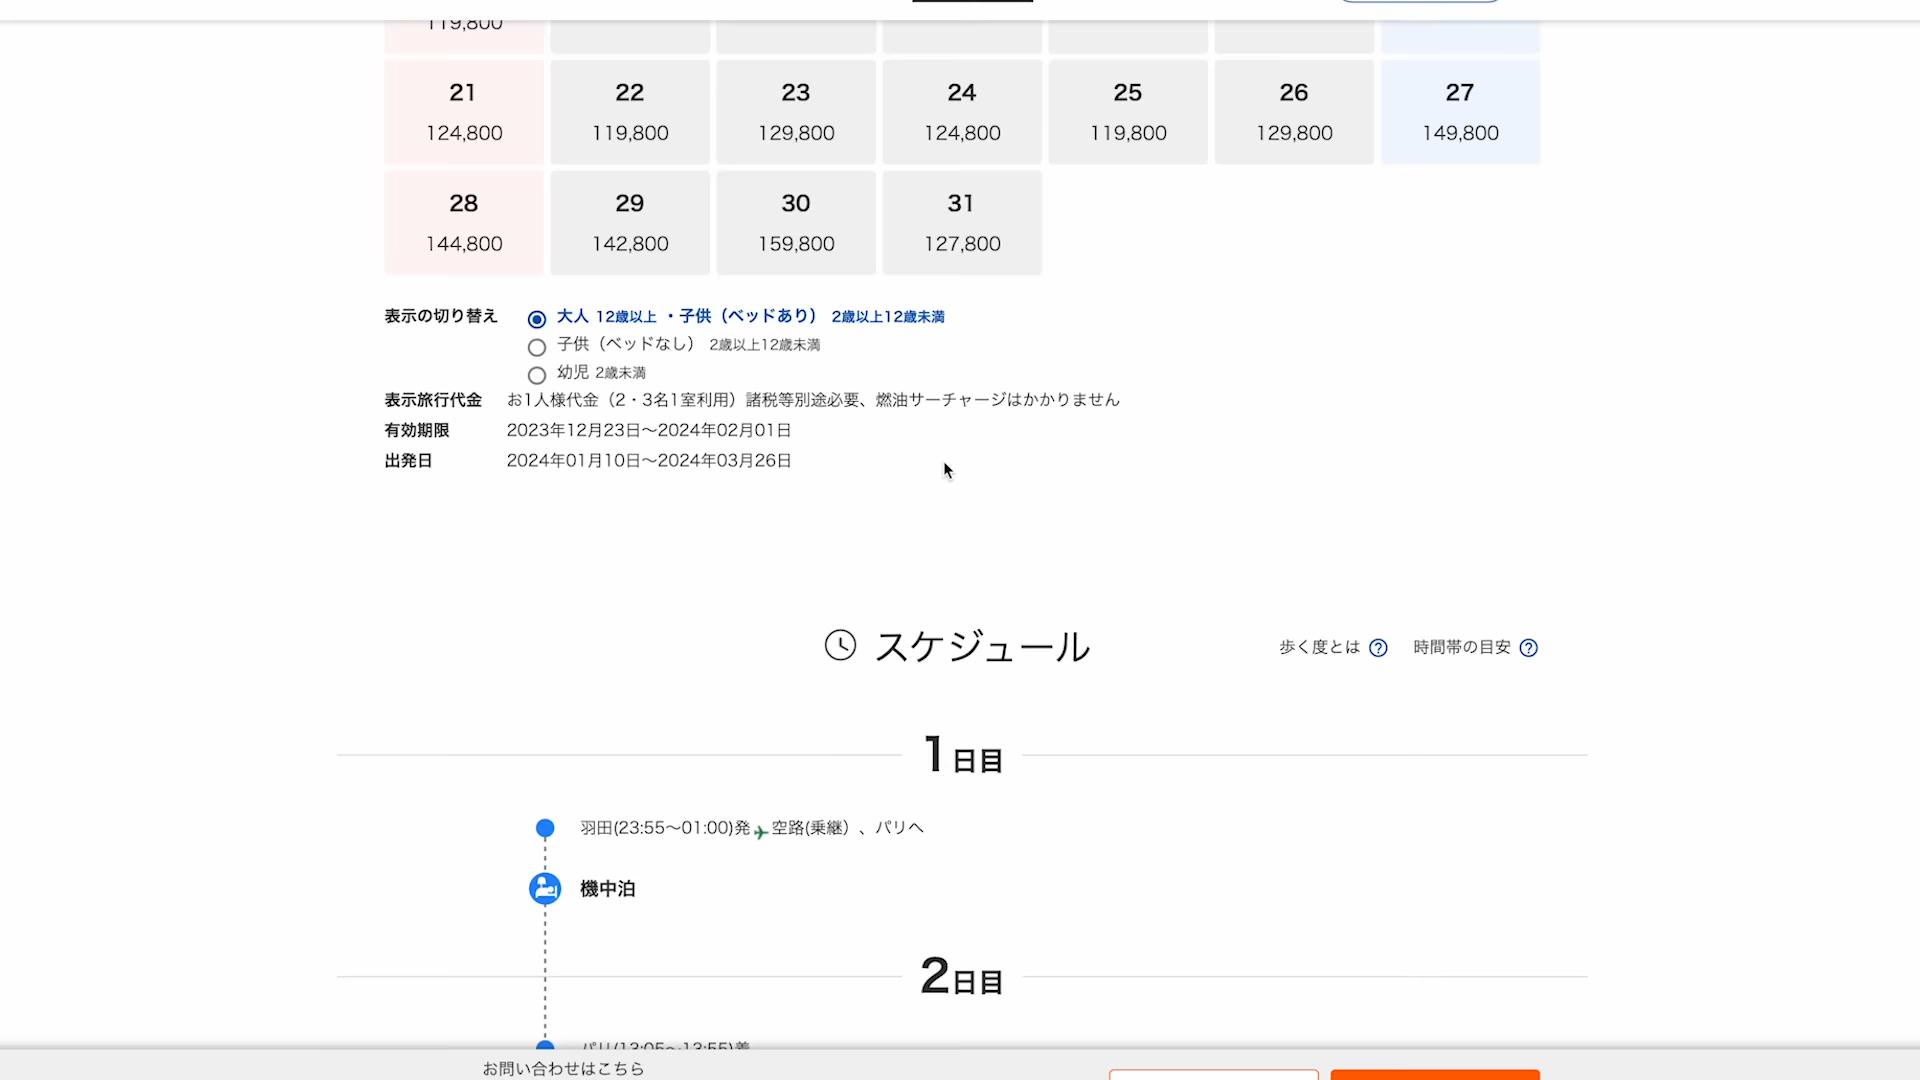 119,800
21 22 23 24 25 26 27
124,800 119,800 129,800 124,800 119,800 129,800 149,800
28 29 30 31
144,800 142,800 159,800 127,800
表示の切り替え 大人 12歳以上 ・子供（ベッドあり） 2歳以上12歳未満
子供（ベッドなし） 2歳以上12歳未満
幼児 2歳未満
表示旅行代金 お1人様代金（2・3名1室利用）諸税等別途必要、燃油サーチャージはかかりません
有効期限 2023年12月23日～2024年02月01日
出発日 2024年01月10日～2024年03月26日
スケジュール 歩く度とは ? 時間帯の目安 ?
1日目
羽田(23:55～01:00)発 空路(乗継）、パリへ
機中泊
2日目
パリ(13:05～13:55)着
お問い合わせはこちら